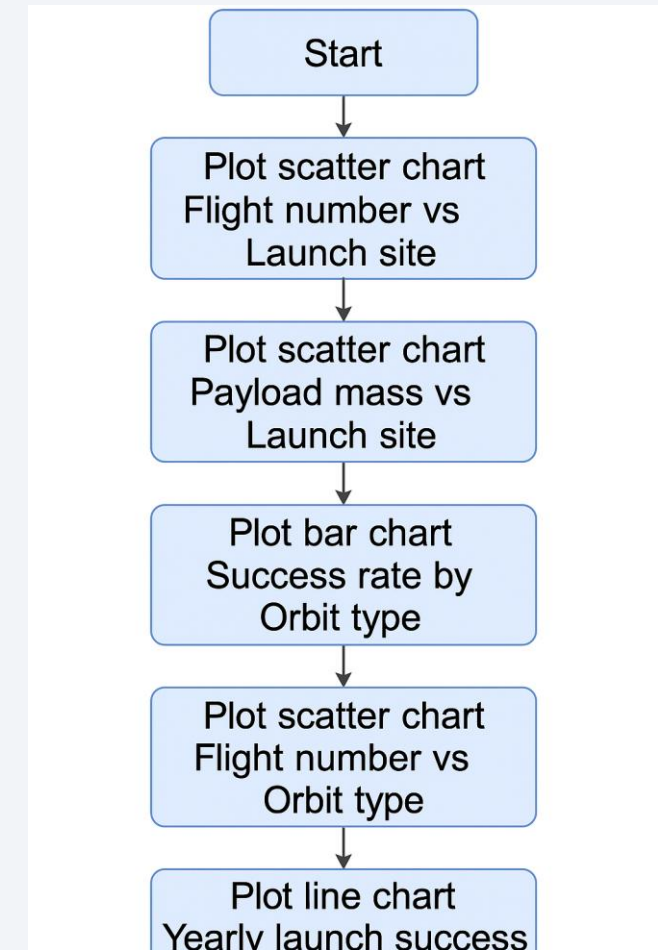 Start
Plot scatter chart
Flight number vs
Launch site
Plot scatter chart
Payload mass vs
Launch site
Plot bar chart
Success rate by
Orbit type
Plot scatter chart
Flight number vs
Orbit type
Plot line chart
Yearly launch success